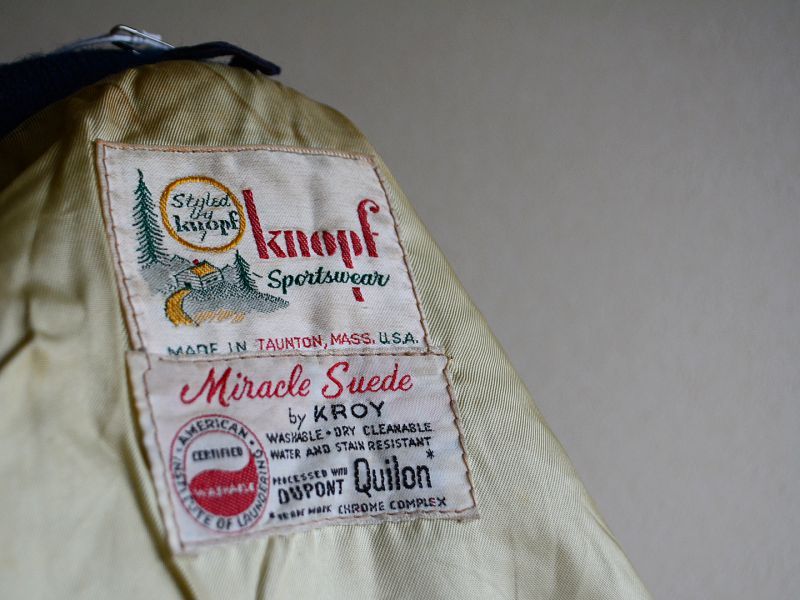 Styled
by
knopf
knopf
Sportswear
MADE IN TAUNTON, MASS. U.S.A.
Miracle Suede
by KROY
WASHABLE • DRY CLEANABLE
WATER AND STAIN RESISTANT
PROCESSED WITH
DUPONT Quilon*
*TRADE MARK CHROME COMPLEX
AMERICAN INSTITUTE OF LAUNDERING
CERTIFIED
WASHABLE